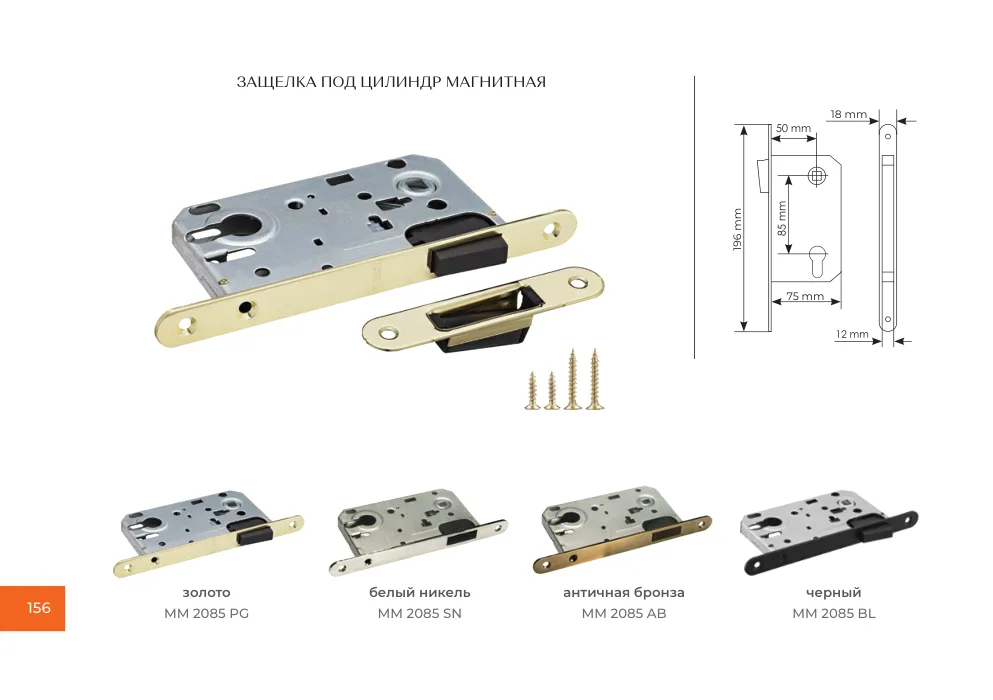 ЗАЩЕЛКА ПОД ЦИЛИНДР МАГНИТНАЯ
18 mm
50 mm
196 mm
85 mm
75 mm
12 mm
золото
MM 2085 PG
белый никель
MM 2085 SN
античная бронза
MM 2085 AB
черный
MM 2085 BL
156